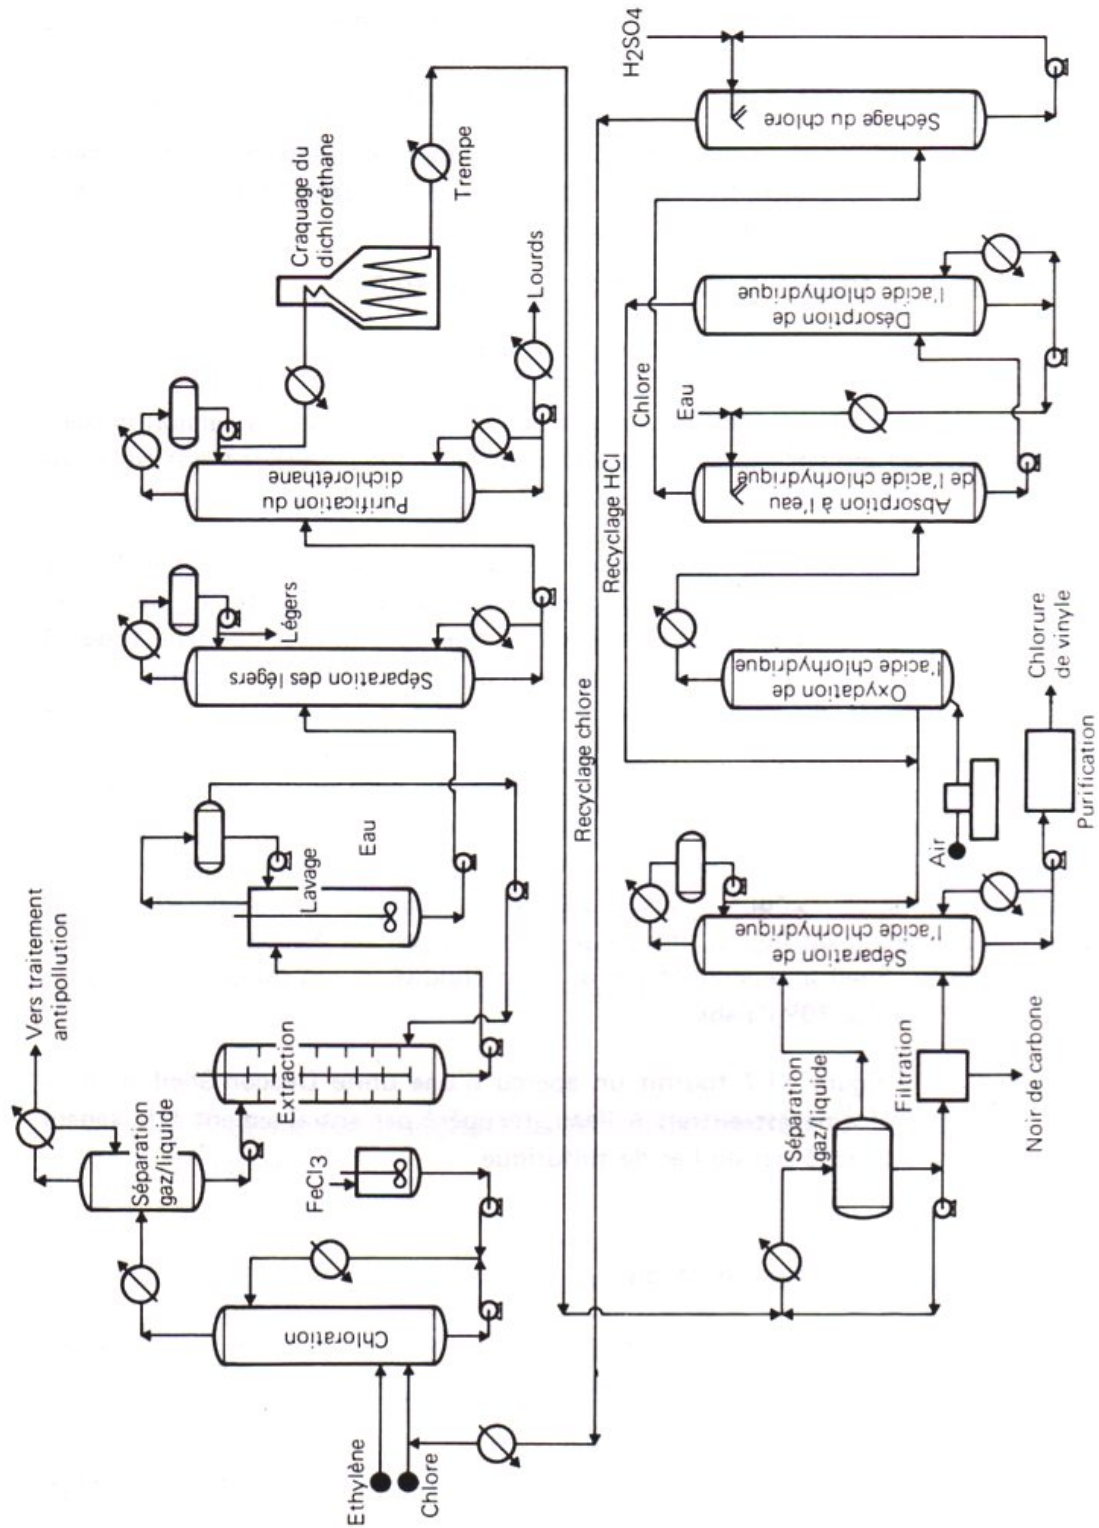 Vers traitement
antipollution
Séparation
gaz/liquide
Ethylène
Chlore
Chloration
FeCl3
Extraction
Lavage
Eau
Séparation des légers
Légers
Purification du
dichloréthane
Lourds
Craquage du
dichloréthane
Trempe
Recyclage chlore
Recyclage HCl
Chlore
Séparation
gaz/liquide
Filtration
Noir de carbone
Séparation de
l'acide chlorhydrique
Air
Purification
Chlorure
de vinyle
Oxydation de
l'acide chlorhydrique
Absorption à l'eau
de l'acide chlorhydrique
Eau
Désorption de
l'acide chlorhydrique
Séchage du chlore
H2SO4